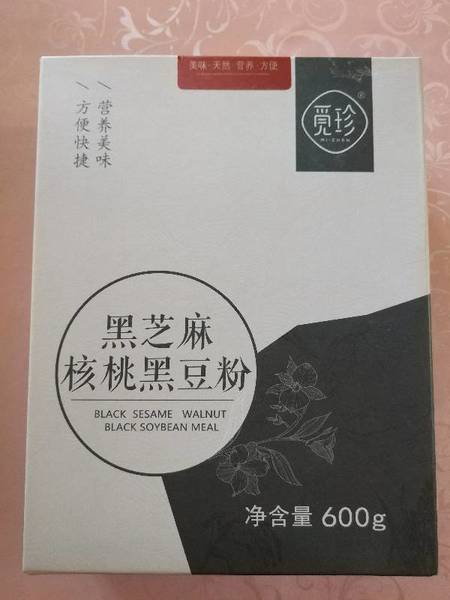 美味·天然·营养·方便
觅珍®
MI·ZHEN
╲营养美味
╲方便快捷
黑芝麻
核桃黑豆粉
BLACK SESAME WALNUT
BLACK SOYBEAN MEAL
净含量 600g